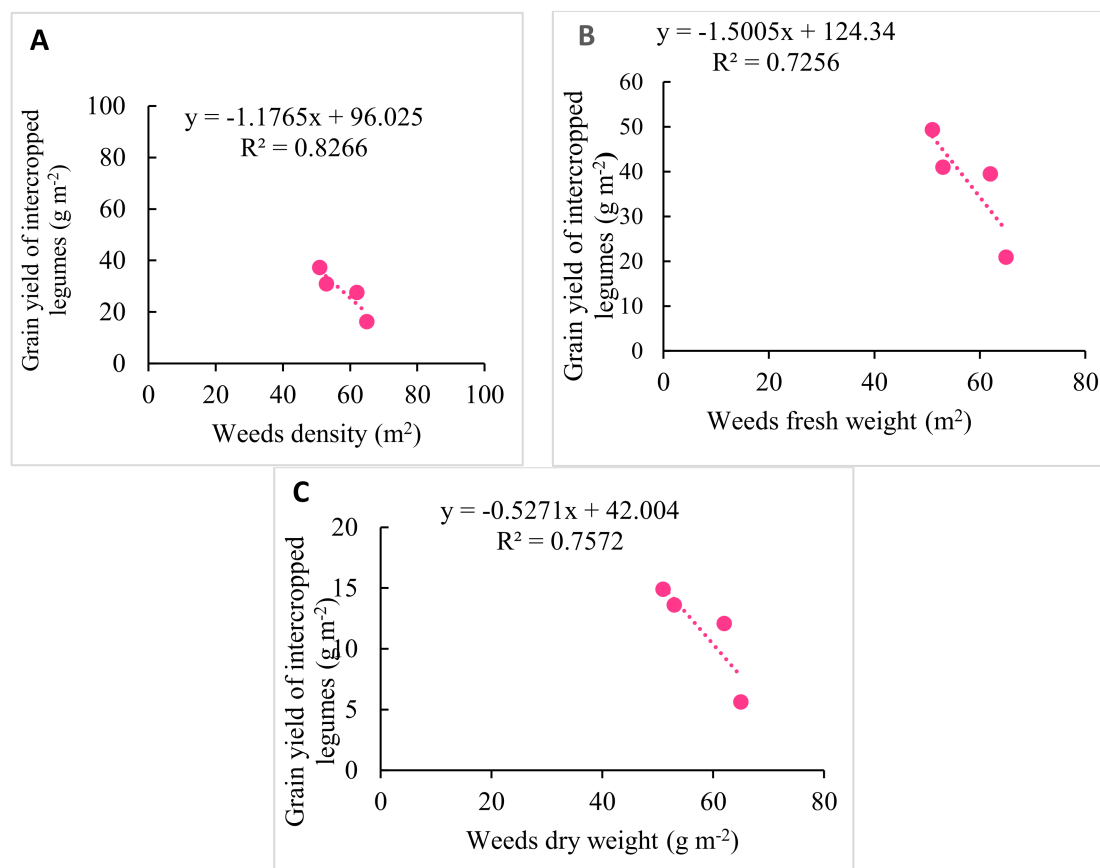 A
y = -1.1765x + 96.025
R² = 0.8266
Grain yield of intercropped
legumes (g m⁻²)
100
80
60
40
20
0
0 20 40 60 80 100
Weeds density (m²)
B
y = -1.5005x + 124.34
R² = 0.7256
Grain yield of intercropped
legumes (g m⁻²)
60
50
40
30
20
10
0
0 20 40 60 80
Weeds fresh weight (m²)
C
y = -0.5271x + 42.004
R² = 0.7572
Grain yield of intercropped
legumes (g m⁻²)
20
15
10
5
0
0 20 40 60 80
Weeds dry weight (g m⁻²)